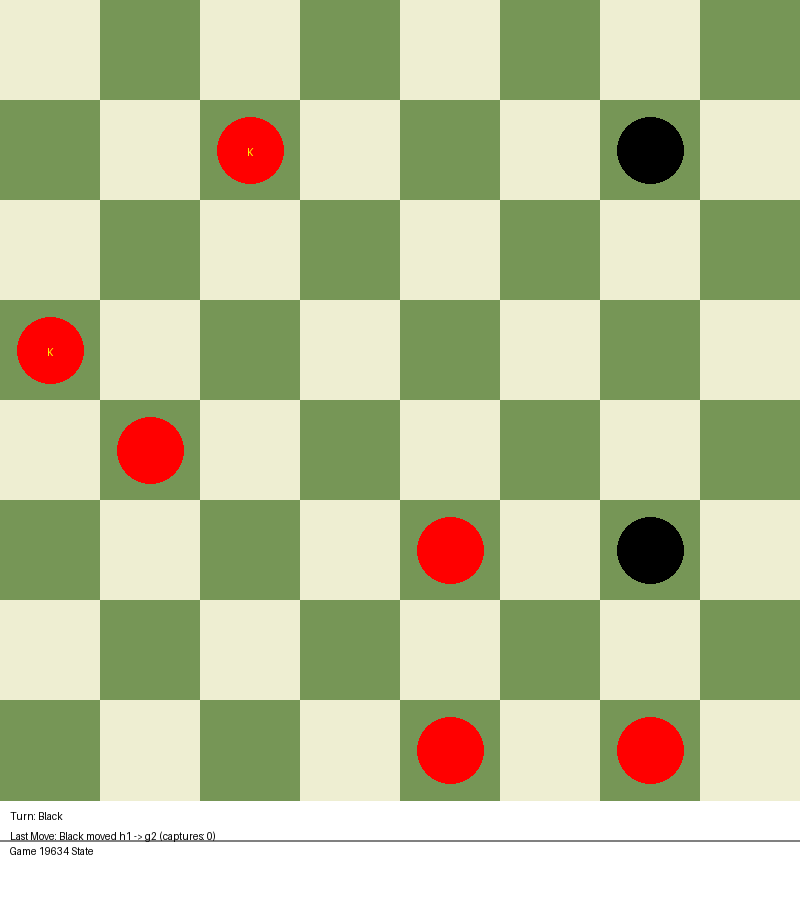 K
K
Turn: Black
Last Move: Black moved h1 -> g2 (captures: 0)
Game 19634 State